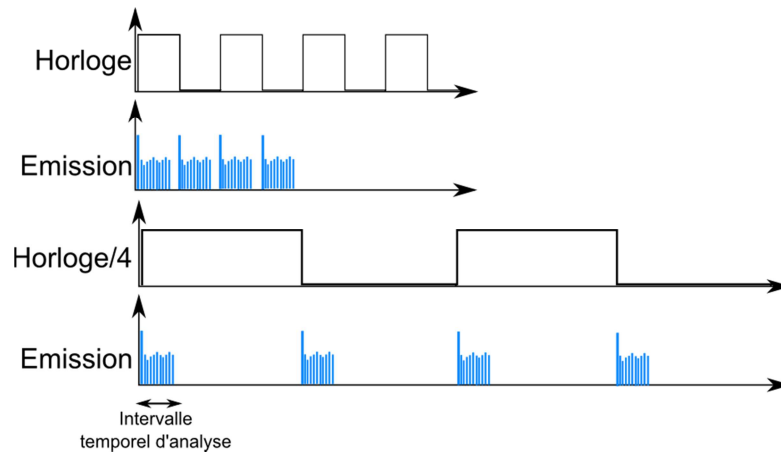 Horloge
Emission
Horloge/4
Emission
Intervalle
temporel d'analyse